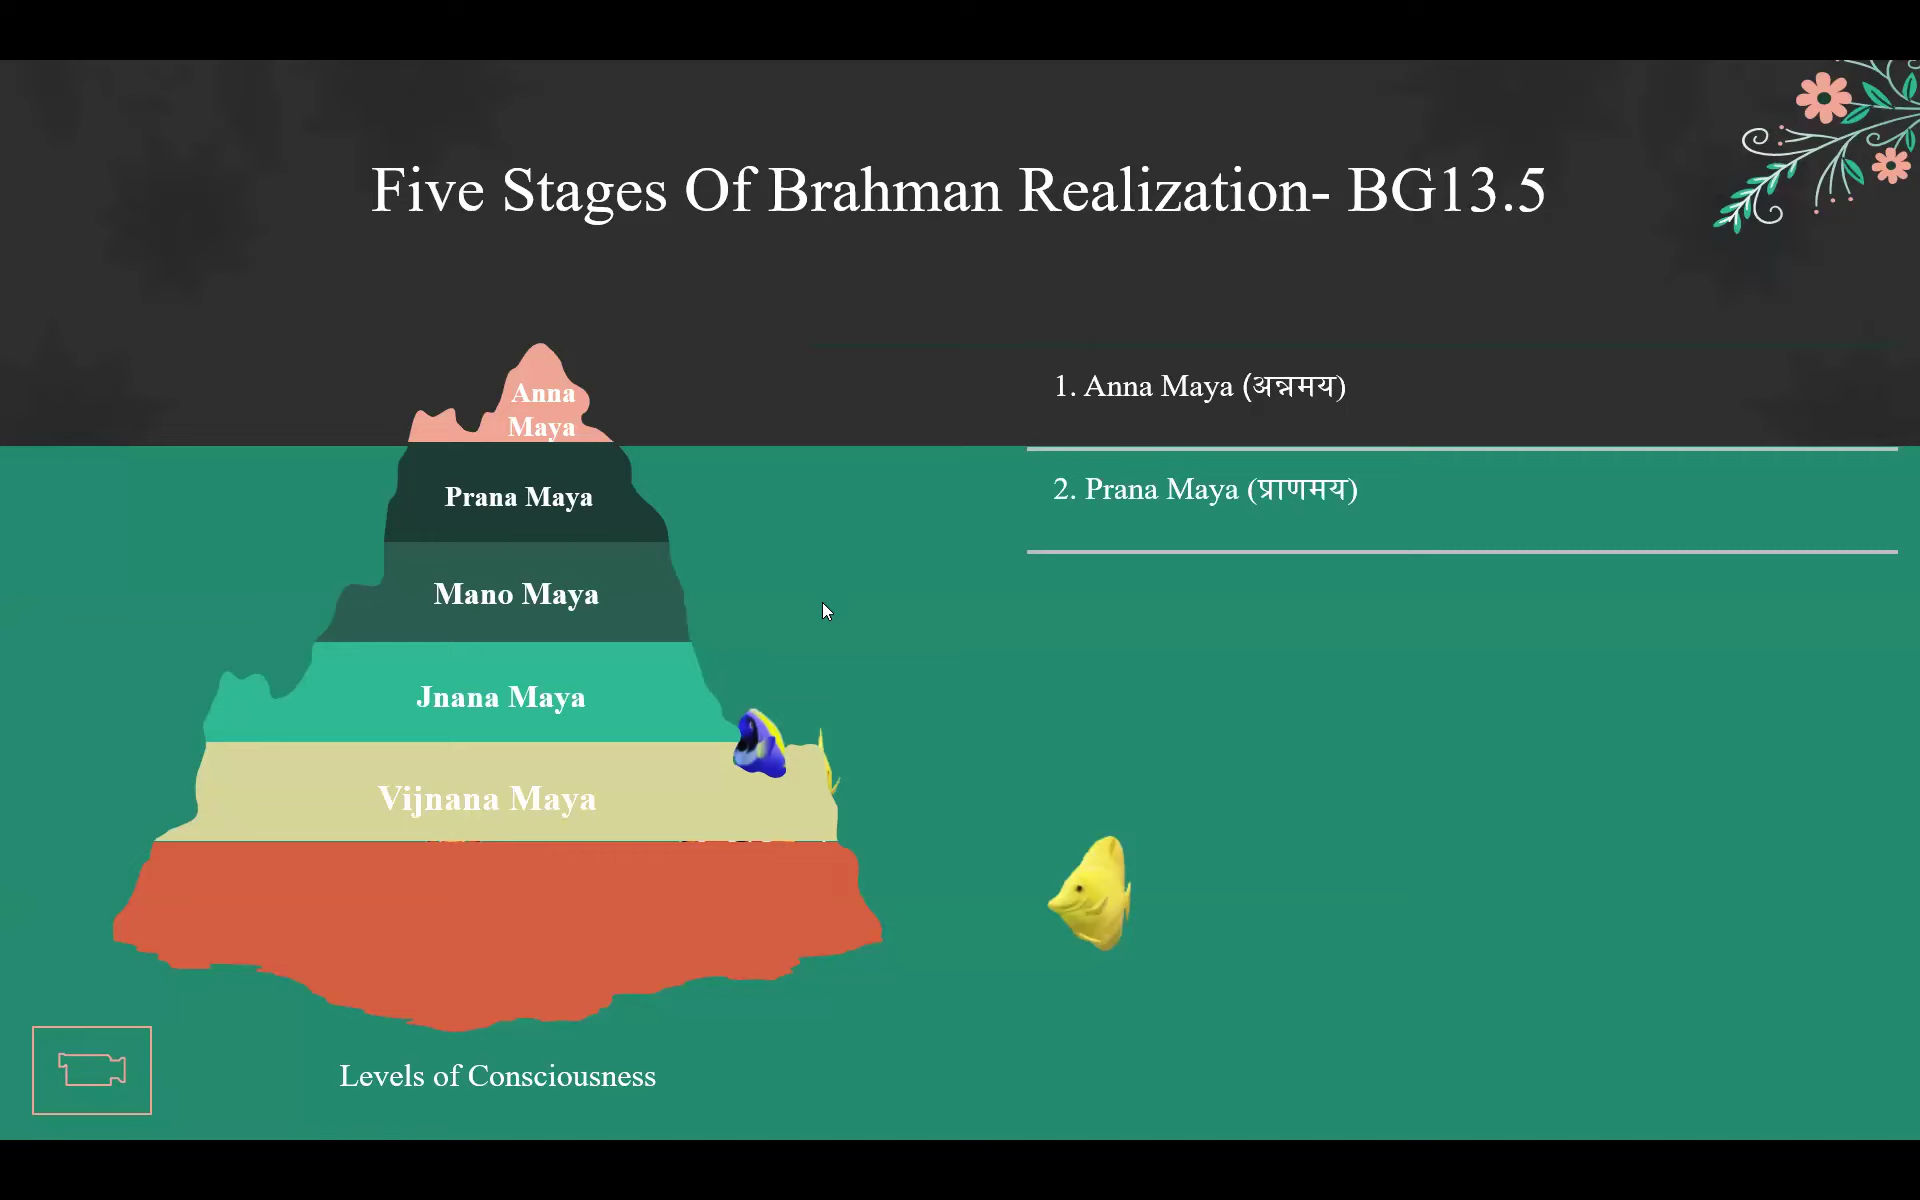 Five Stages Of Brahman Realization- BG13.5
Anna
Maya
Prana Maya
Mano Maya
Jnana Maya
Vijnana Maya
Levels of Consciousness
1. Anna Maya (अन्नमय)
2. Prana Maya (प्राणमय)